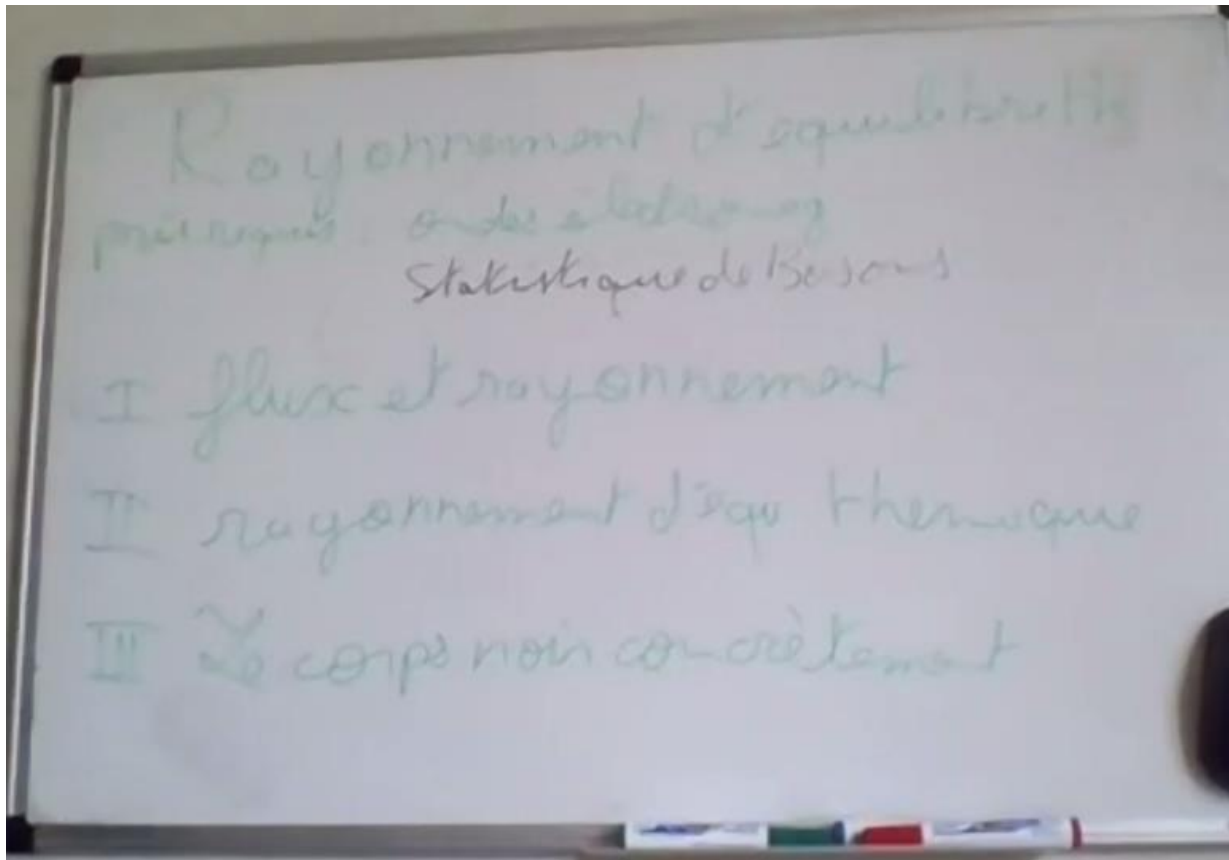 Rayonnement d'equilibre th
prérequis : ondes électromag
Statistique de Bosons
I flux et rayonnement
II rayonnement d'équ thermique
III Le corps noir concrètement